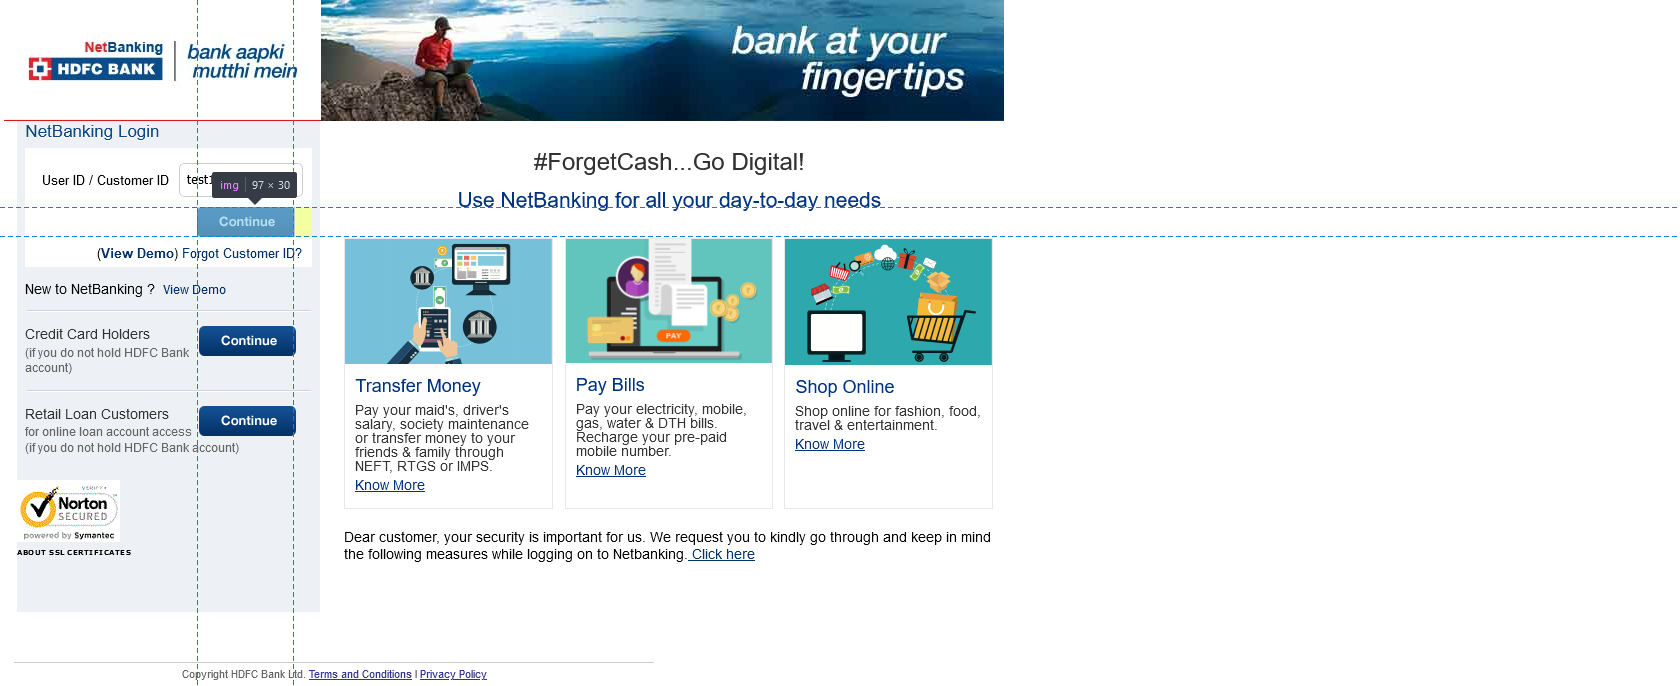 NetBanking
HDFC BANK
bank aapki
mutthi mein
bank at your
fingertips
NetBanking Login
User ID / Customer ID
img 97 × 30
Continue
(View Demo) Forgot Customer ID?
New to NetBanking ? View Demo
Credit Card Holders
(if you do not hold HDFC Bank
account)
Continue
Retail Loan Customers
for online loan account access
(if you do not hold HDFC Bank account)
Continue
VERIFY
Norton
SECURED
powered by Symantec
ABOUT SSL CERTIFICATES
#ForgetCash...Go Digital!
Use NetBanking for all your day-to-day needs
Transfer Money
Pay your maid's, driver's
salary, society maintenance
or transfer money to your
friends & family through
NEFT, RTGS or IMPS.
Know More
PAY
Pay Bills
Pay your electricity, mobile,
gas, water & DTH bills.
Recharge your pre-paid
mobile number.
Know More
Shop Online
Shop online for fashion, food,
travel & entertainment.
Know More
Dear customer, your security is important for us. We request you to kindly go through and keep in mind
the following measures while logging on to Netbanking. Click here
Copyright HDFC Bank Ltd. Terms and Conditions | Privacy Policy